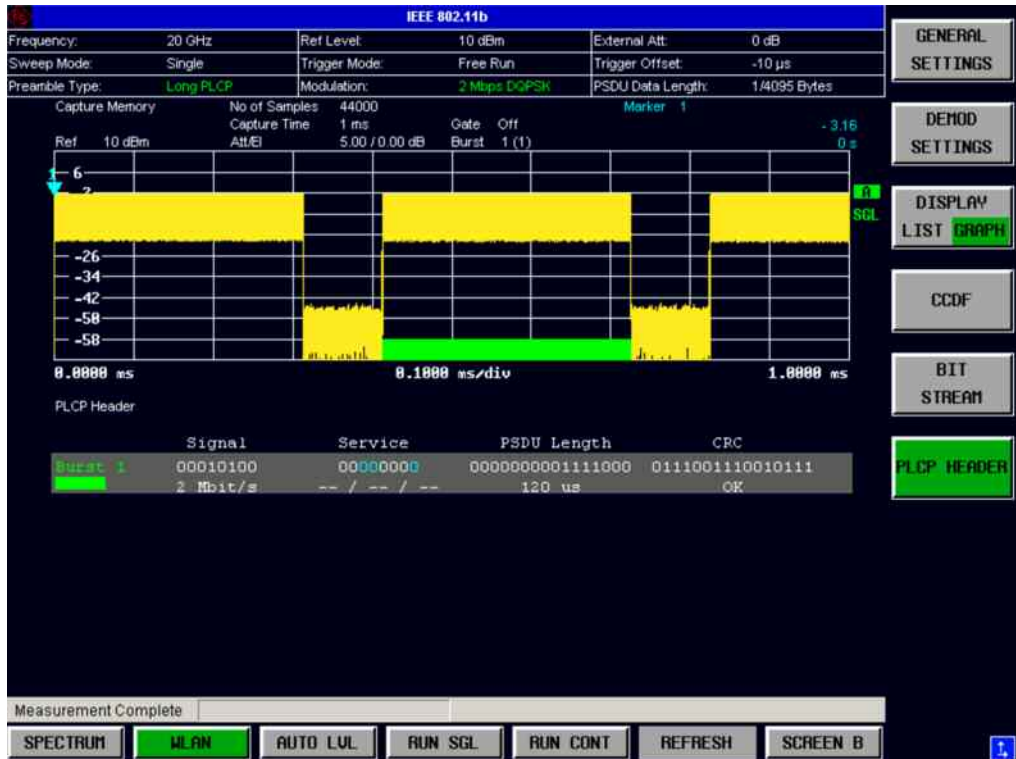 IEEE 802.11b
Frequency: 20 GHz Ref Level: 10 dBm External Att: 0 dB
Sweep Mode: Single Trigger Mode: Free Run Trigger Offset: -10 µs
Preamble Type: Long PLCP Modulation: 2 Mbps DQPSK PSDU Data Length: 1/4095 Bytes
Capture Memory No of Samples 44000 Marker 1
Capture Time 1 ms Gate Off - 3.16
Ref 10 dBm Att/El 5.00 / 0.00 dB Burst 1 (1) 0 s
1
6
-26
-34
-42
-58
-58
A
SGL
0.0000 ms 0.1000 ms/div 1.0000 ms
PLCP Header
Signal Service PSDU Length CRC
Burst 1 00010100 00000000 0000000001111000 0111001110010111
2 Mbit/s -- / -- / -- 120 us OK
Measurement Complete
SPECTRUM WLAN AUTO LVL RUN SGL RUN CONT REFRESH SCREEN B
GENERAL
SETTINGS
DEMOD
SETTINGS
DISPLAY
LIST GRAPH
CCDF
BIT
STREAM
PLCP HEADER